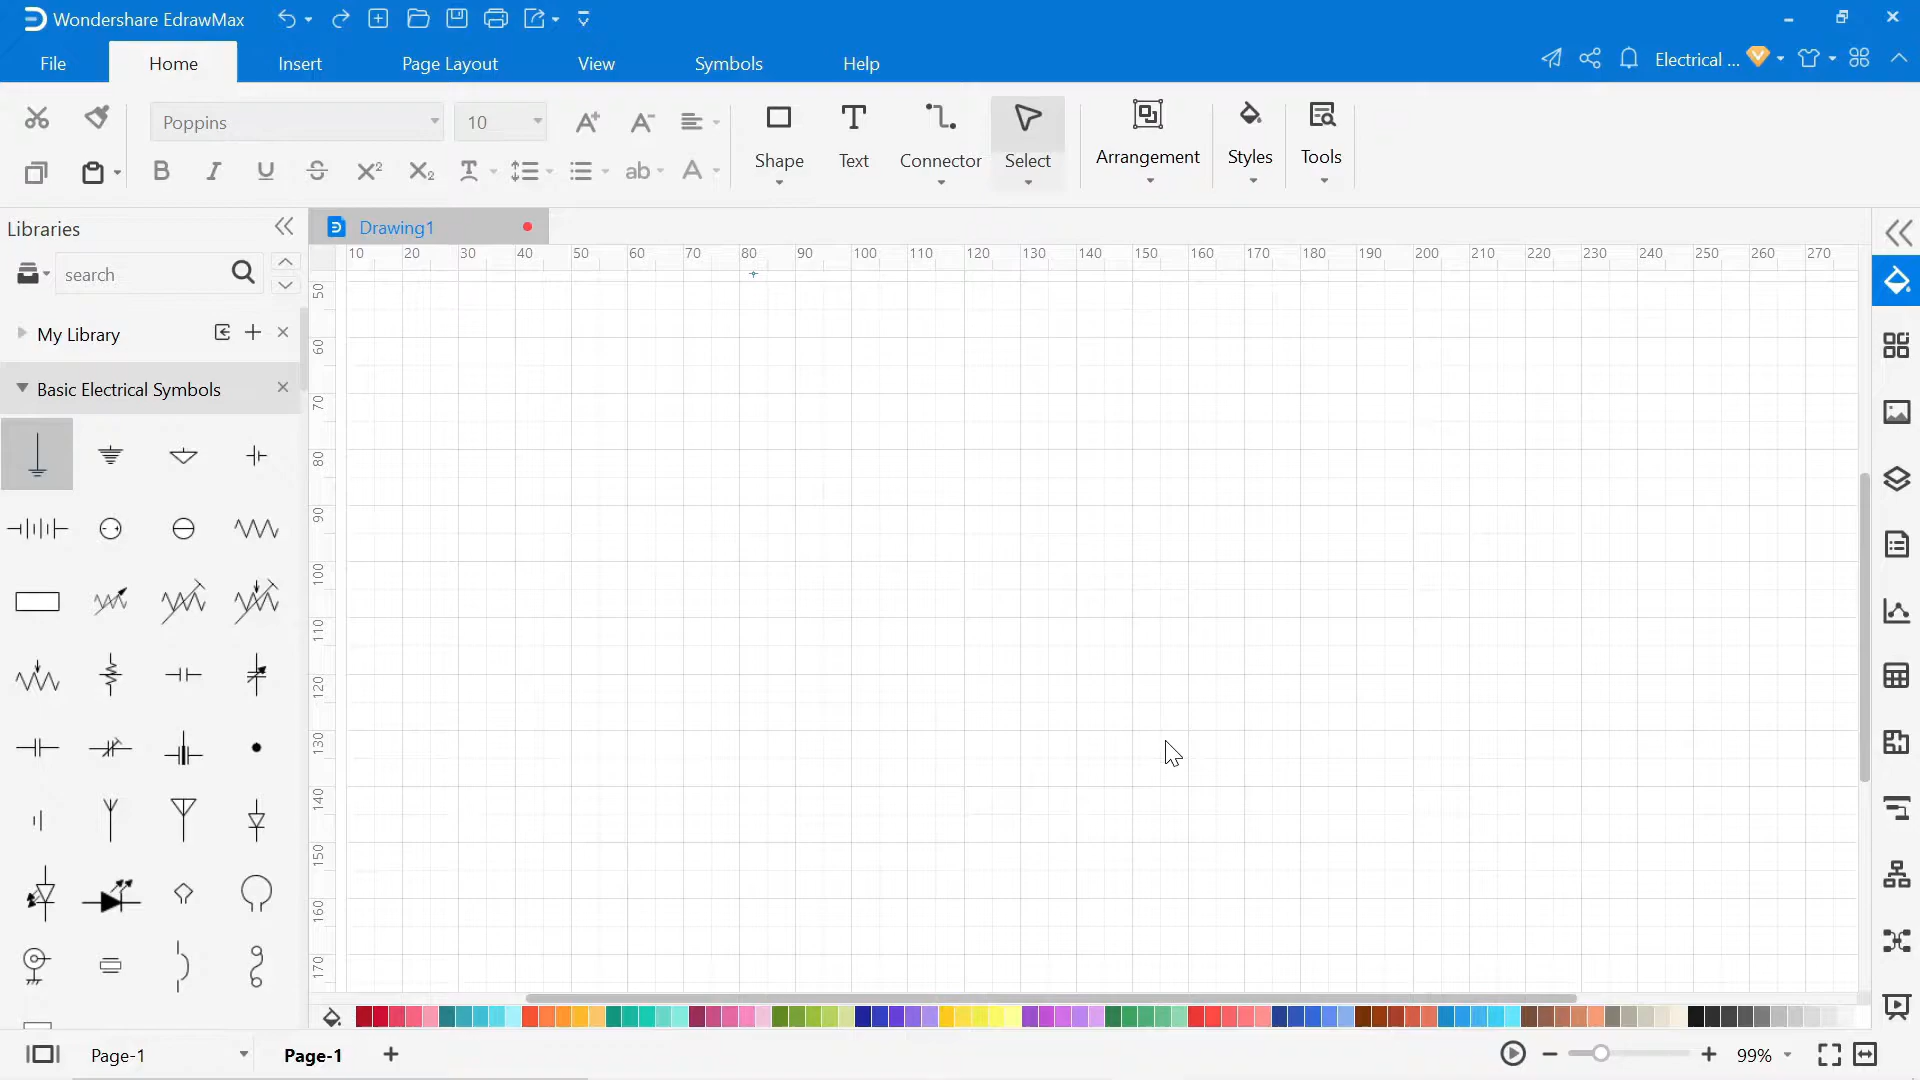 Wondershare EdrawMax
File
Home
Insert
Page Layout
View
Symbols
Help
Electrical ...
Poppins
10
Shape
Text
Connector
Select
Arrangement
Styles
Tools
Libraries
Drawing1
search
My Library
Basic Electrical Symbols
10 20 30 40 50 60 70 80 90 100 110 120 130 140 150 160 170 180 190 200 210 220 230 240 250 260 270
50
60
70
80
90
100
110
120
130
140
150
160
170
Page-1
Page-1
99%